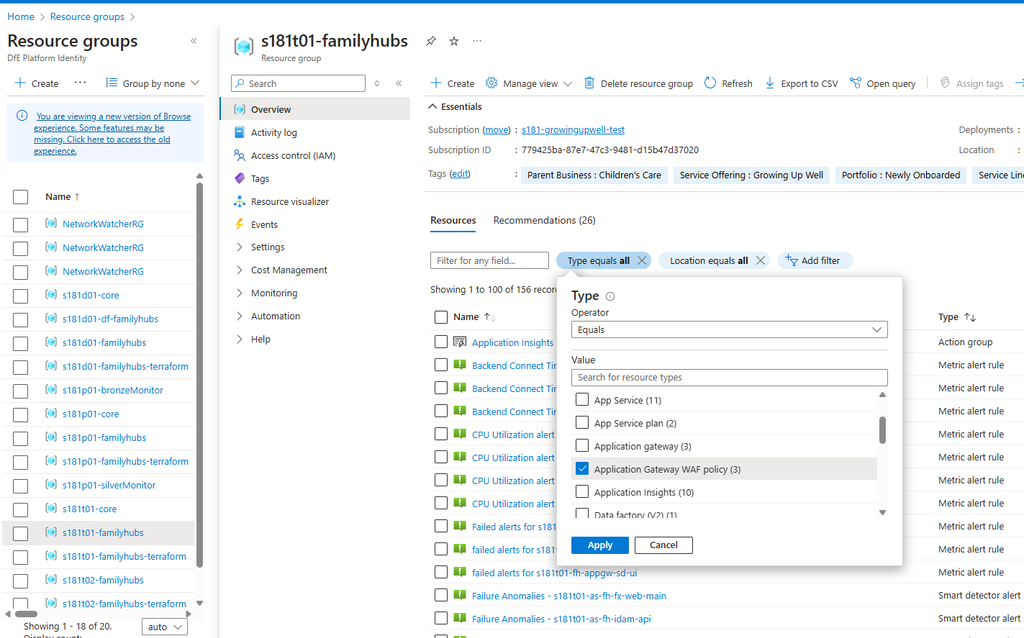 Home > Resource groups >
Resource groups
DfE Platform Identity
Create
Group by none
You are viewing a new version of Browse
experience. Some features may be
missing. Click here to access the old
experience.
Name ↑
NetworkWatcherRG
NetworkWatcherRG
NetworkWatcherRG
s181d01-core
s181d01-df-familyhubs
s181d01-familyhubs
s181d01-familyhubs-terraform
s181p01-bronzeMonitor
s181p01-core
s181p01-familyhubs
s181p01-familyhubs-terraform
s181p01-silverMonitor
s181t01-core
s181t01-familyhubs
s181t01-familyhubs-terraform
s181t02-familyhubs
s181t02-familyhubs-terraform
Showing 1 - 18 of 20.
Display count:
auto
s181t01-familyhubs
Resource group
Search
Overview
Activity log
Access control (IAM)
Tags
Resource visualizer
Events
Settings
Cost Management
Monitoring
Automation
Help
Create
Manage view
Delete resource group
Refresh
Export to CSV
Open query
Assign tags
Essentials
Subscription (move) : s181-growingupwell-test
Deployments :
Subscription ID : 779425ba-87e7-47c3-9481-d15b47d37020
Location :
Tags (edit) : Parent Business : Children's Care Service Offering : Growing Up Well Portfolio : Newly Onboarded Service Line
Resources Recommendations (26)
Filter for any field...
Type equals all
Location equals all
Add filter
Showing 1 to 100 of 156 recor
Name ↑↓
Type ↑↓
Application Insights
Action group
Backend Connect Tir
Metric alert rule
Backend Connect Tir
Metric alert rule
Backend Connect Tir
Metric alert rule
CPU Utilization alert
Metric alert rule
CPU Utilization alert
Metric alert rule
CPU Utilization alert
Metric alert rule
CPU Utilization alert
Metric alert rule
Failed alerts for s181
Metric alert rule
failed alerts for s181
Metric alert rule
failed alerts for s181t01-fh-appgw-sd-ui
Metric alert rule
Failure Anomalies - s181t01-as-fh-fx-web-main
Smart detector alert
Failure Anomalies - s181t01-as-fh-idam-api
Smart detector alert
Type
Operator
Equals
Value
Search for resource types
App Service (11)
App Service plan (2)
Application gateway (3)
Application Gateway WAF policy (3)
Application Insights (10)
Data factory (V2) (1)
Apply
Cancel